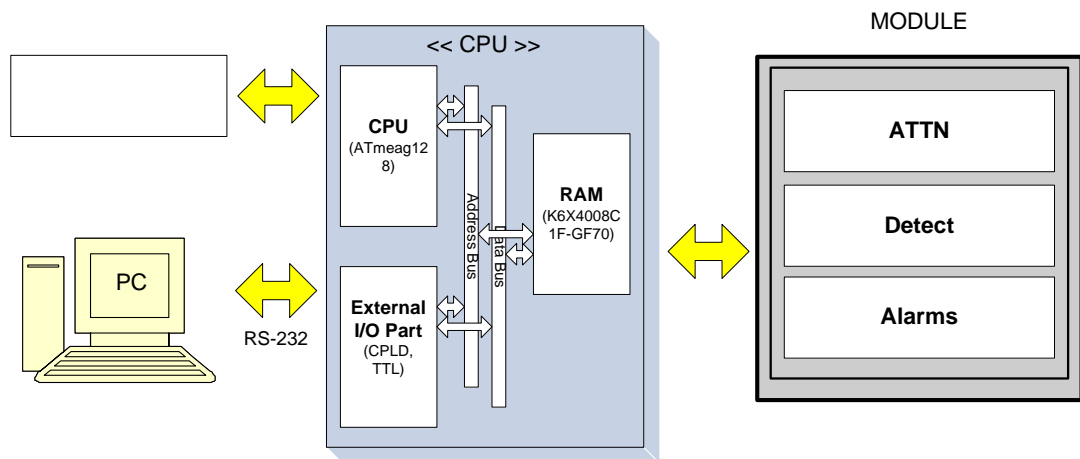 MODULE
<< CPU >>
CPU
(ATmeag12
8)
Address Bus
Data Bus
RAM
(K6X4008C
1F-GF70)
External
I/O Part
(CPLD,
TTL)
PC
RS-232
ATTN
Detect
Alarms